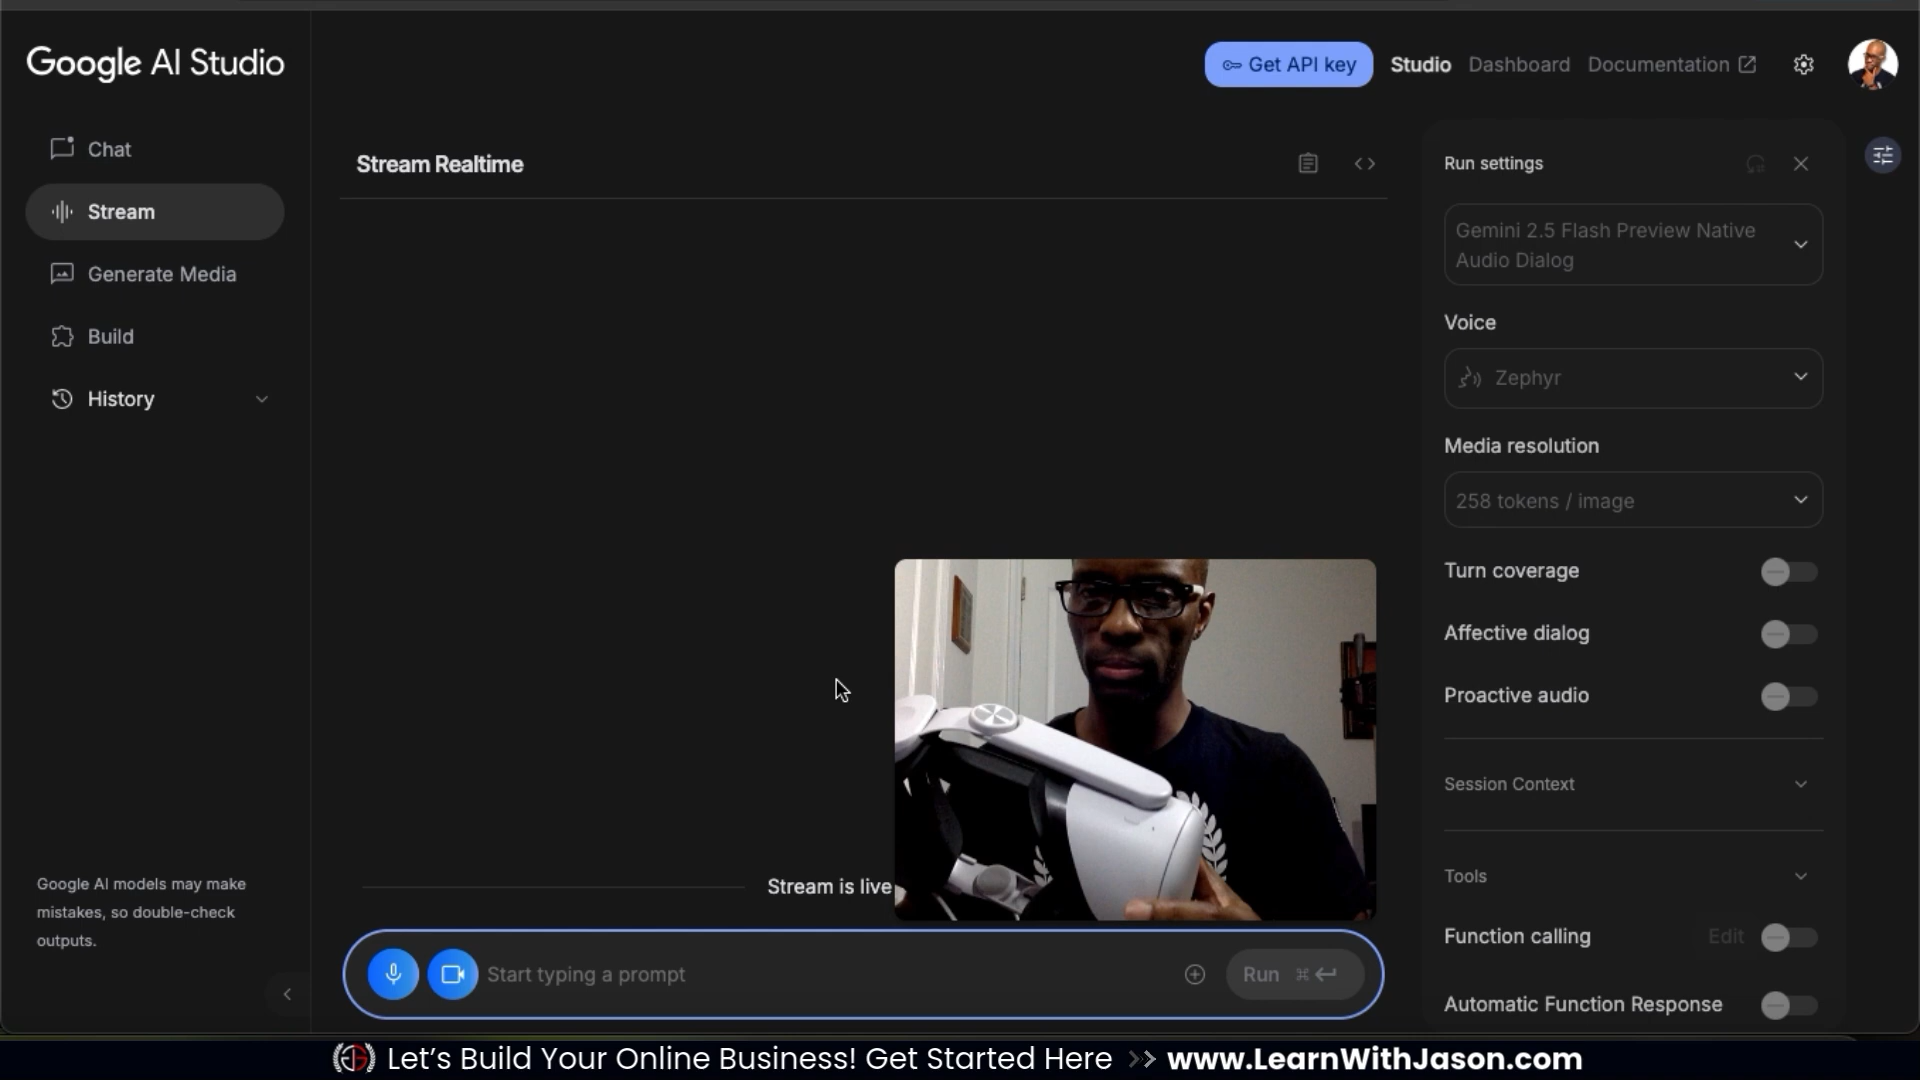 Google AI Studio
Get API key
Studio
Dashboard
Documentation
Chat
Stream
Generate Media
Build
History
Google AI models may make
mistakes, so double-check
outputs.
Stream Realtime
Stream is live
Start typing a prompt
Run
Run settings
Gemini 2.5 Flash Preview Native
Audio Dialog
Voice
Zephyr
Media resolution
258 tokens / image
Turn coverage
Affective dialog
Proactive audio
Session Context
Tools
Function calling
Edit
Automatic Function Response
Let's Build Your Online Business! Get Started Here >> www.LearnWithJason.com